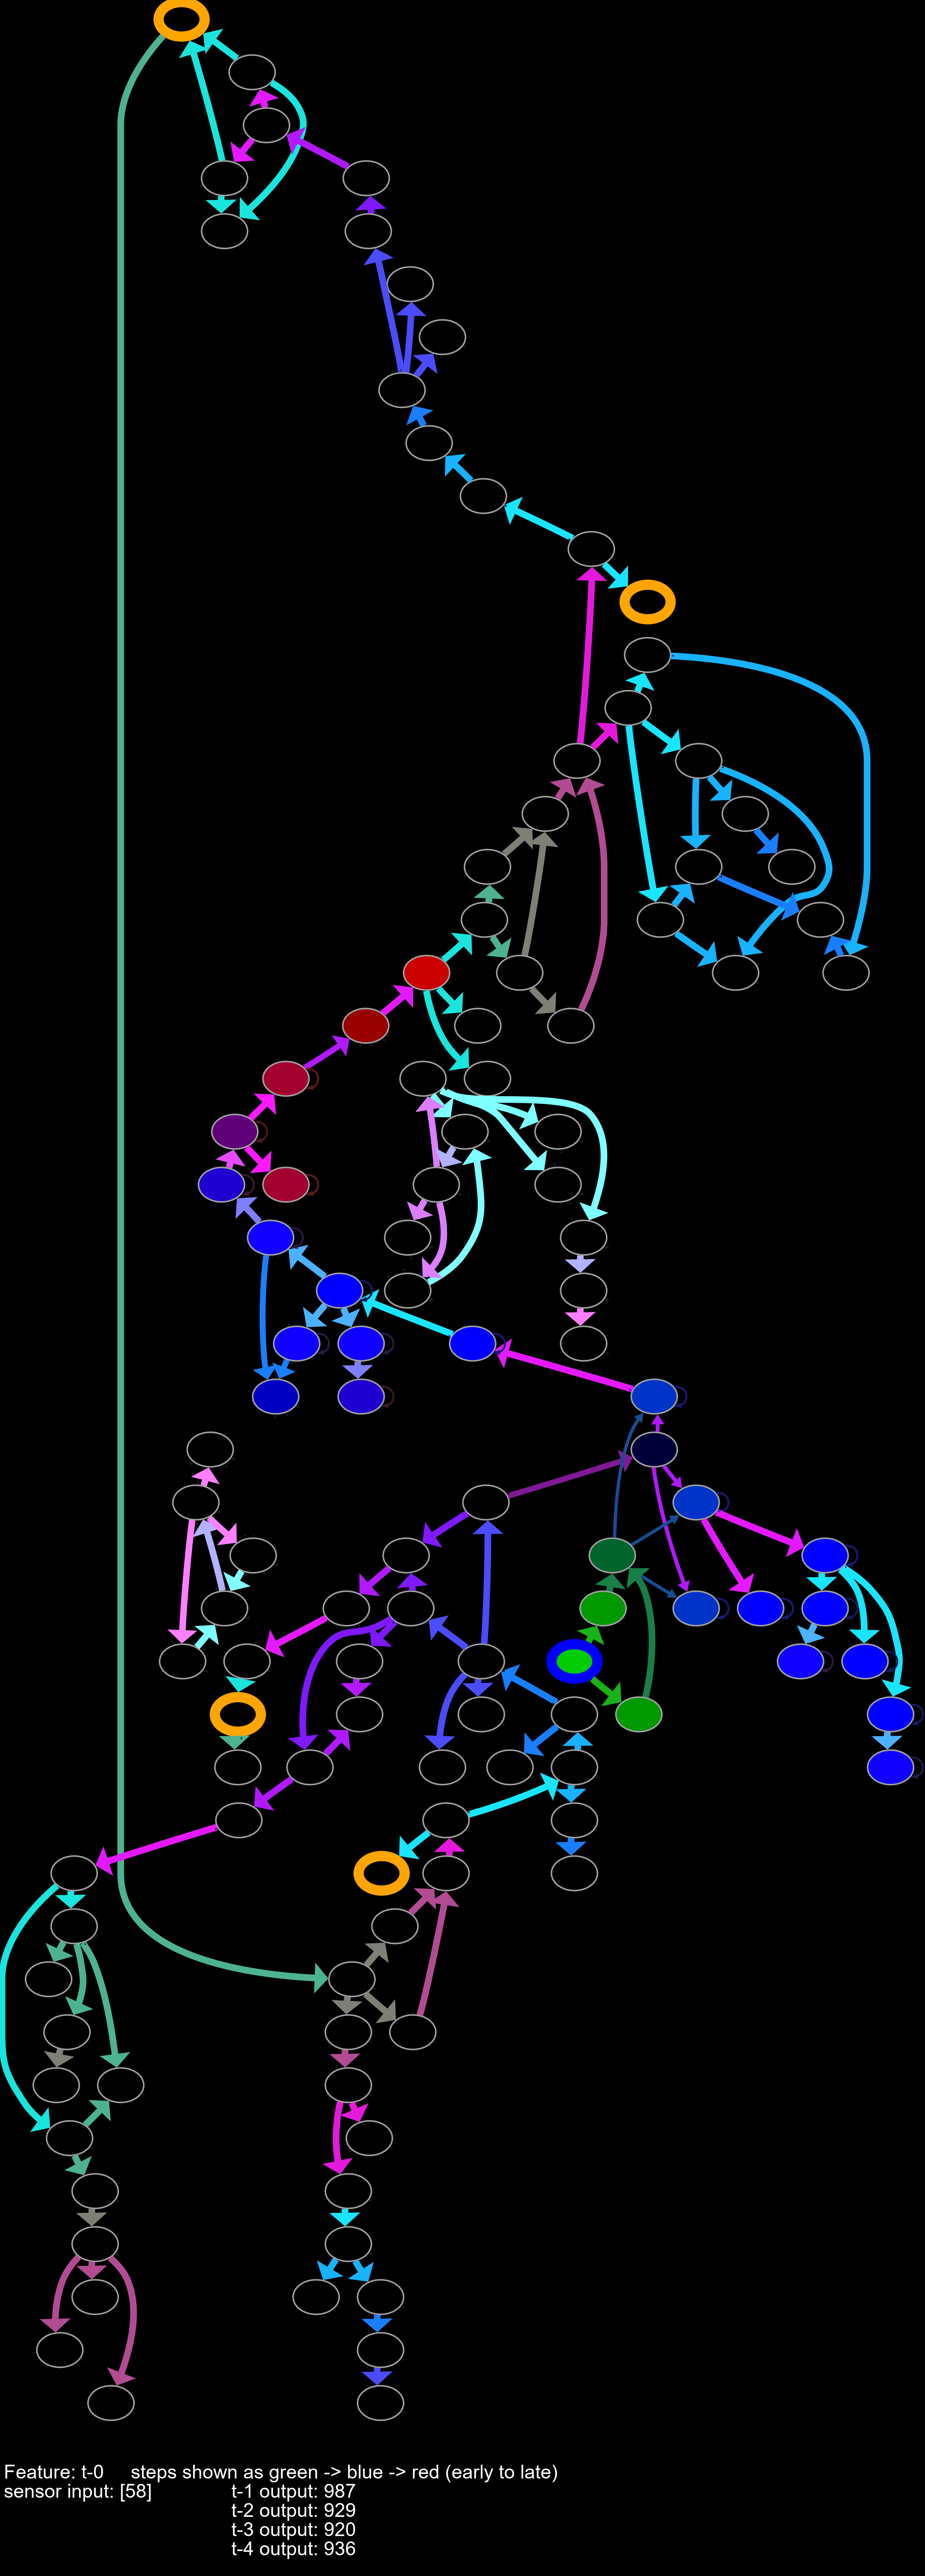 Feature: t-0     steps shown as green -> blue -> red (early to late)
sensor input: [58]     t-1 output: 987
t-2 output: 929
t-3 output: 920
t-4 output: 936